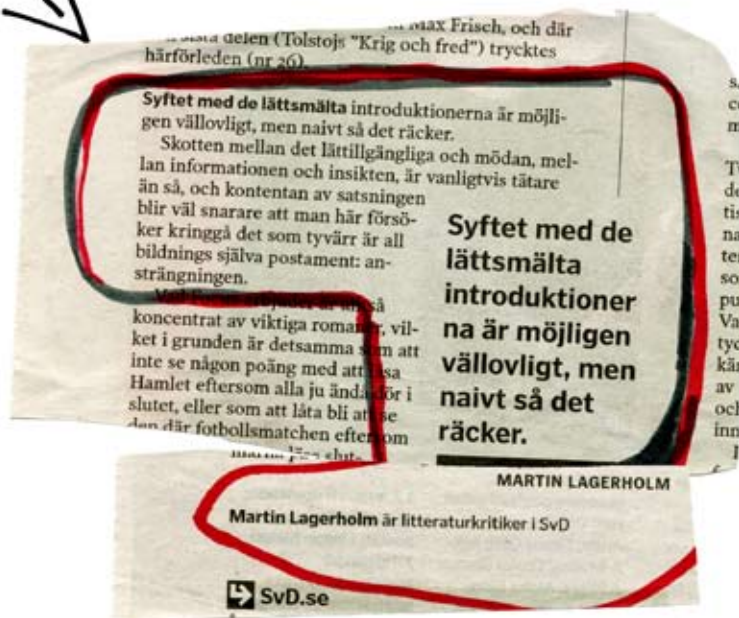 Max Frisch, och där
sista delen (Tolstojs "Krig och fred") trycktes
härförleden (nr 26).
Syftet med de lättsmälta introduktionerna är möjli-
gen vällovligt, men naivt så det räcker.
Skotten mellan det lättillgängliga och mödan, mel-
lan informationen och insikten, är vanligtvis tätare
än så, och kontentan av satsningen
blir väl snarare att man här försö-
ker kringgå det som tyvärr är all
bildnings själva postament: an-
strängningen.
så
koncentrat av viktiga romaner, vil-
ket i grunden är detsamma som att
inte se någon poäng med att läsa
Hamlet eftersom alla ju ändå dör i
slutet, eller som att låta bli att se
den där fotbollsmatchen eftersom
Syftet med de
lättsmälta
introduktioner
na är möjligen
vällovligt, men
naivt så det
räcker.
MARTIN LAGERHOLM
Martin Lagerholm är litteraturkritiker i SvD
SvD.se